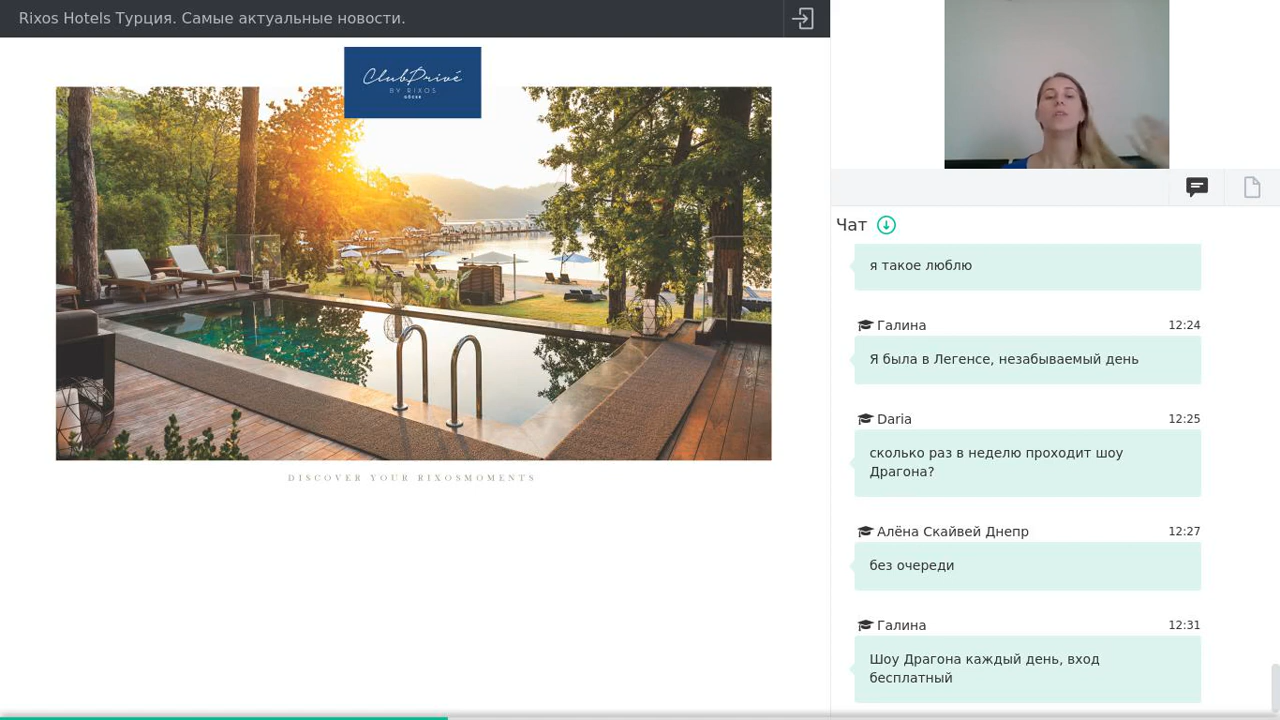 Rixos Hotels Турция. Самые актуальные новости.
ClubPrivé
BY RIXOS
GÖCEK
DISCOVER YOUR RIXOSMOMENTS
Чат
я такое люблю
Галина 12:24
Я была в Легенсе, незабываемый день
Daria 12:25
сколько раз в неделю проходит шоу
Драгона?
Алёна Скайвей Днепр 12:27
без очереди
Галина 12:31
Шоу Драгона каждый день, вход
бесплатный